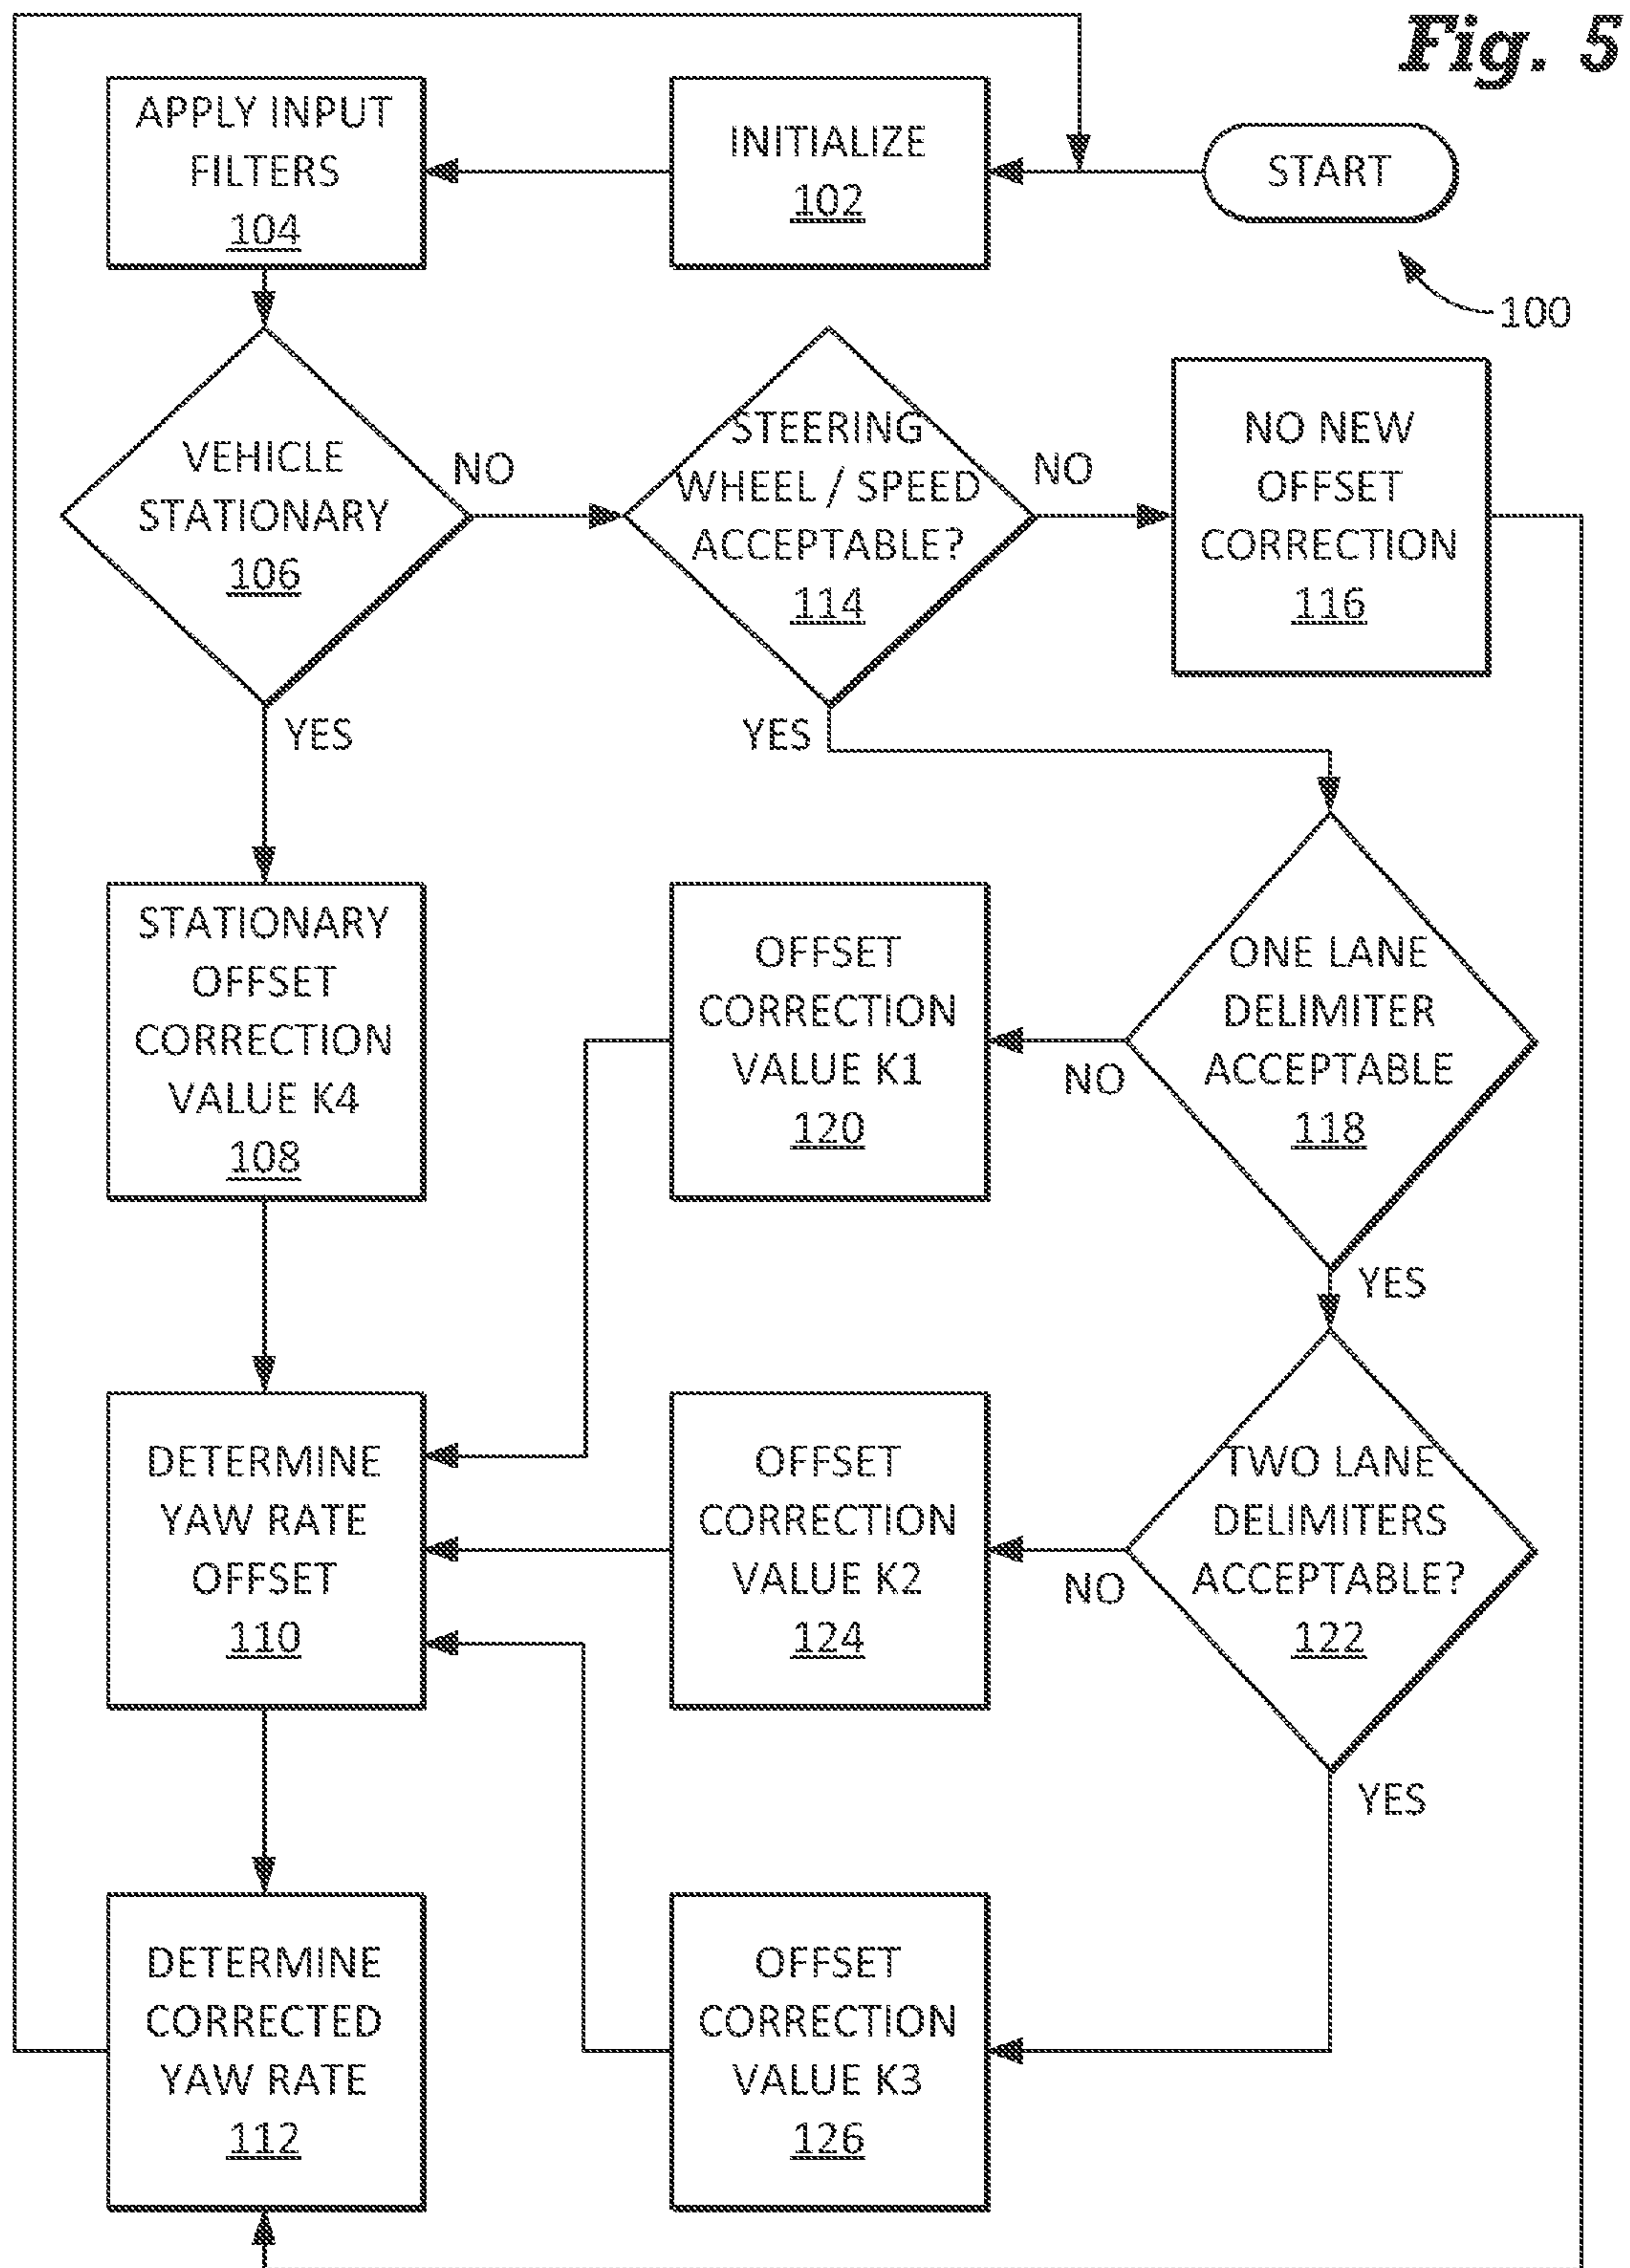 Fig. 5
APPLY INPUT
FILTERS
104
INITIALIZE
102
START
100
VEHICLE
STATIONARY
106
NO
YES
STEERING
WHEEL / SPEED
ACCEPTABLE?
114
NO
YES
NO NEW
OFFSET
CORRECTION
116
STATIONARY
OFFSET
CORRECTION
VALUE K4
108
OFFSET
CORRECTION
VALUE K1
120
NO
ONE LANE
DELIMITER
ACCEPTABLE
118
YES
DETERMINE
YAW RATE
OFFSET
110
OFFSET
CORRECTION
VALUE K2
124
NO
TWO LANE
DELIMITERS
ACCEPTABLE?
122
YES
DETERMINE
CORRECTED
YAW RATE
112
OFFSET
CORRECTION
VALUE K3
126